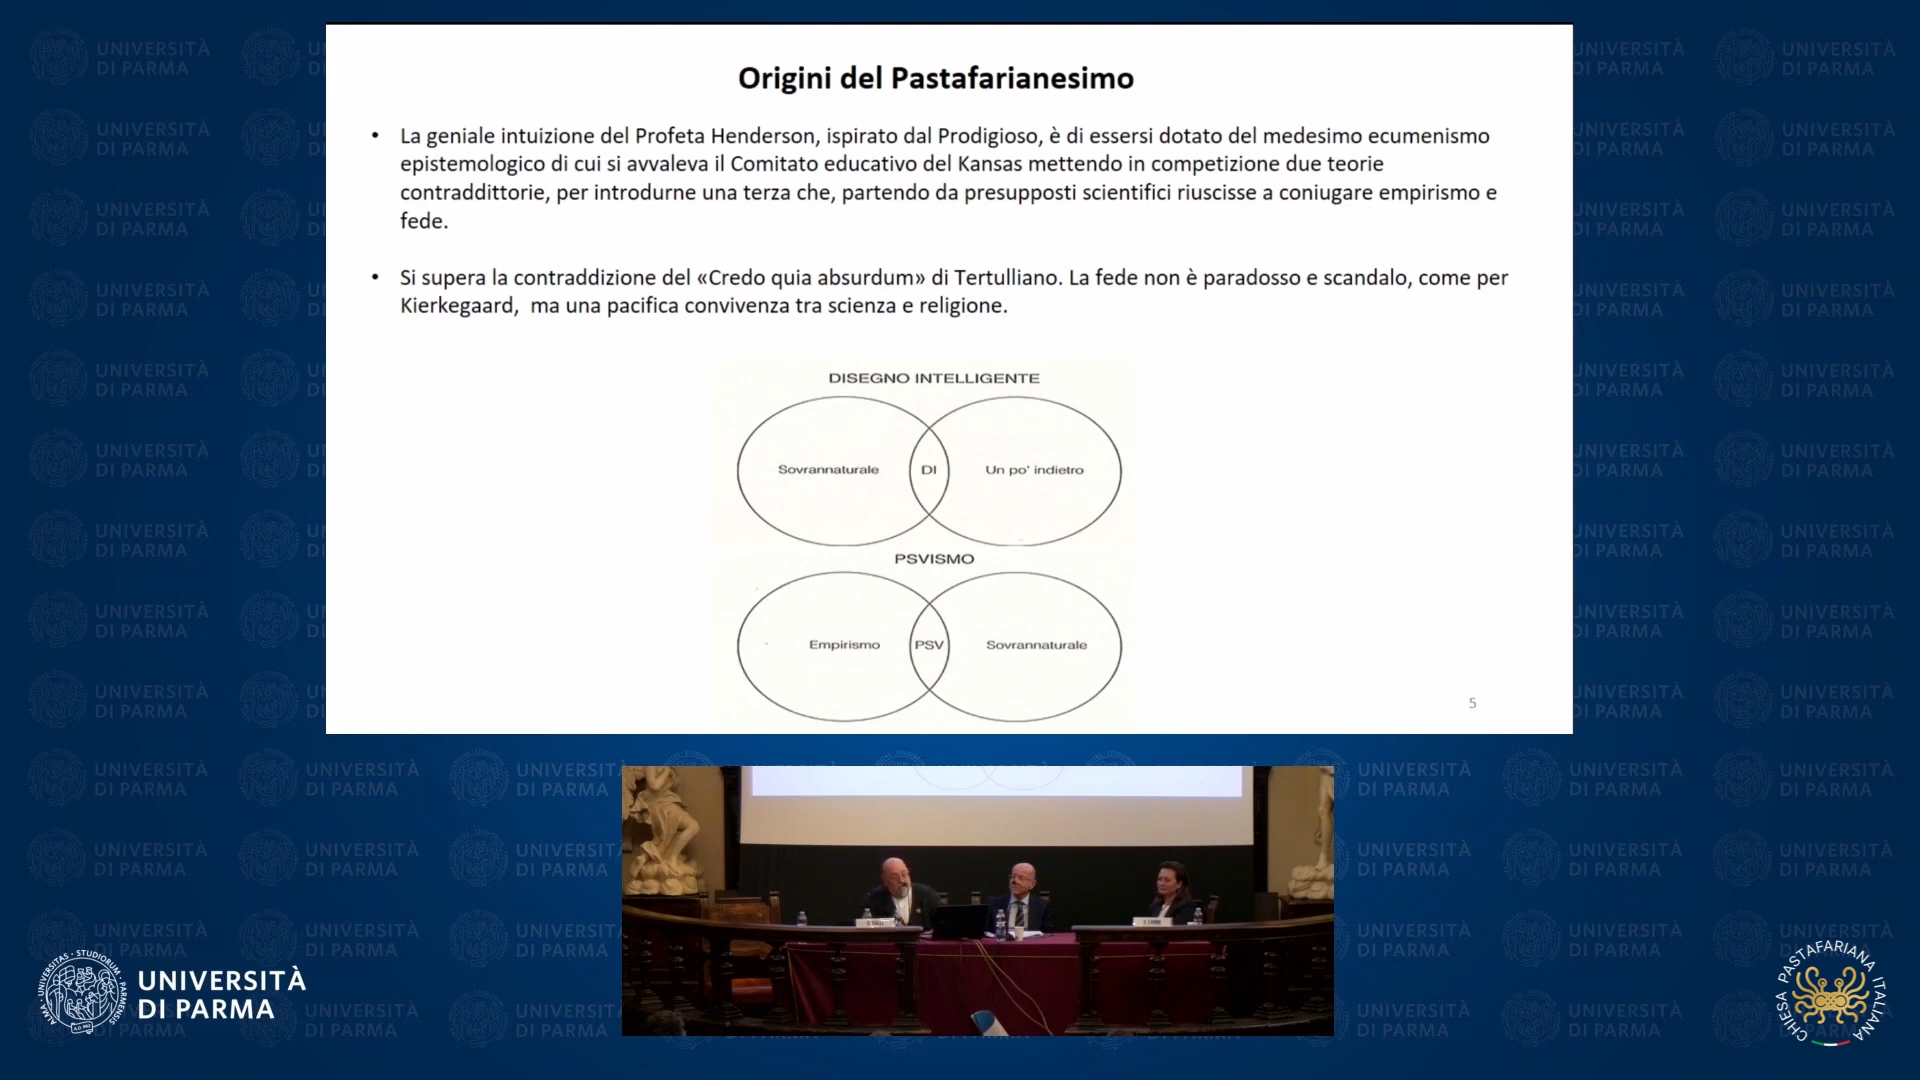 Origini del Pastafarianesimo
• La geniale intuizione del Profeta Henderson, ispirato dal Prodigioso, è di essersi dotato del medesimo ecumenismo
epistemologico di cui si avvaleva il Comitato educativo del Kansas mettendo in competizione due teorie
contraddittorie, per introdurne una terza che, partendo da presupposti scientifici riuscisse a coniugare empirismo e
fede.
• Si supera la contraddizione del «Credo quia absurdum» di Tertulliano. La fede non è paradosso e scandalo, come per
Kierkegaard,  ma una pacifica convivenza tra scienza e religione.
DISEGNO INTELLIGENTE
Sovrannaturale DI Un po' indietro
PSVISMO
Empirismo PSV Sovrannaturale
5
UNIVERSITÀ
DI PARMA
CHIESA PASTAFARIANA ITALIANA